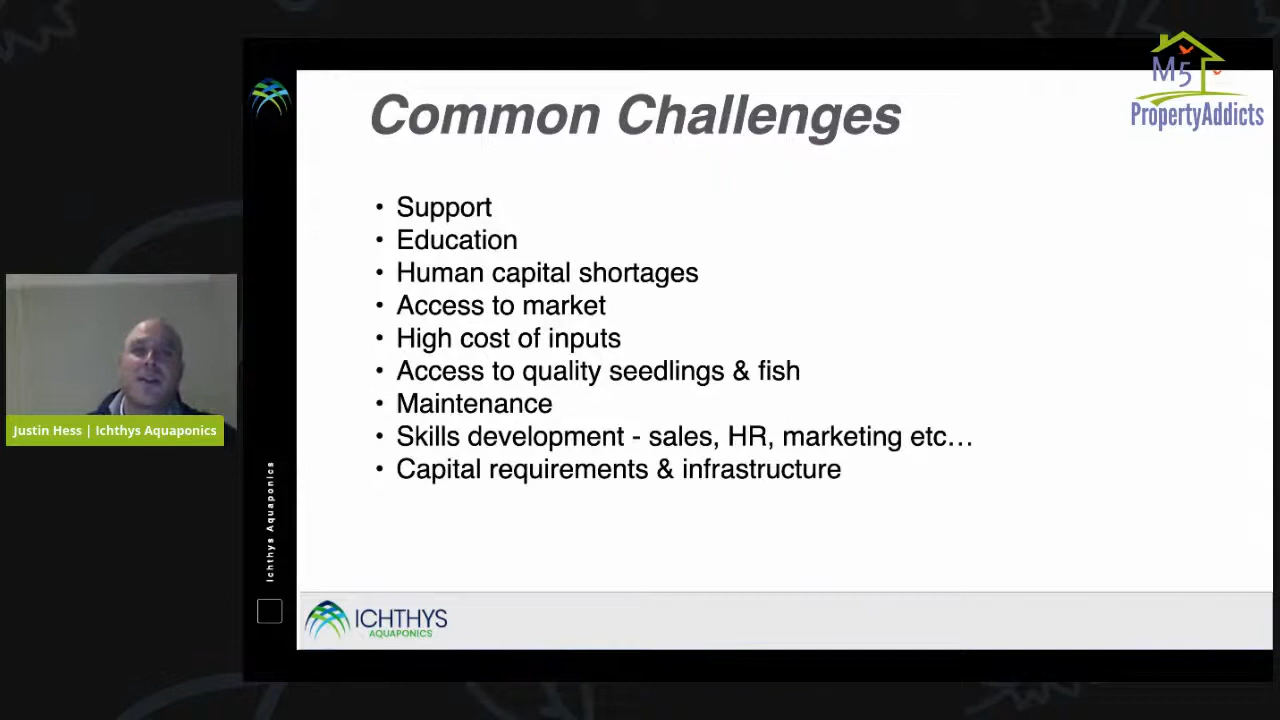 M5
PropertyAddicts
Common Challenges
• Support
• Education
• Human capital shortages
• Access to market
• High cost of inputs
• Access to quality seedlings & fish
• Maintenance
• Skills development - sales, HR, marketing etc…
• Capital requirements & infrastructure
Justin Hess | Ichthys Aquaponics
Ichthys Aquaponics
ICHTHYS
AQUAPONICS